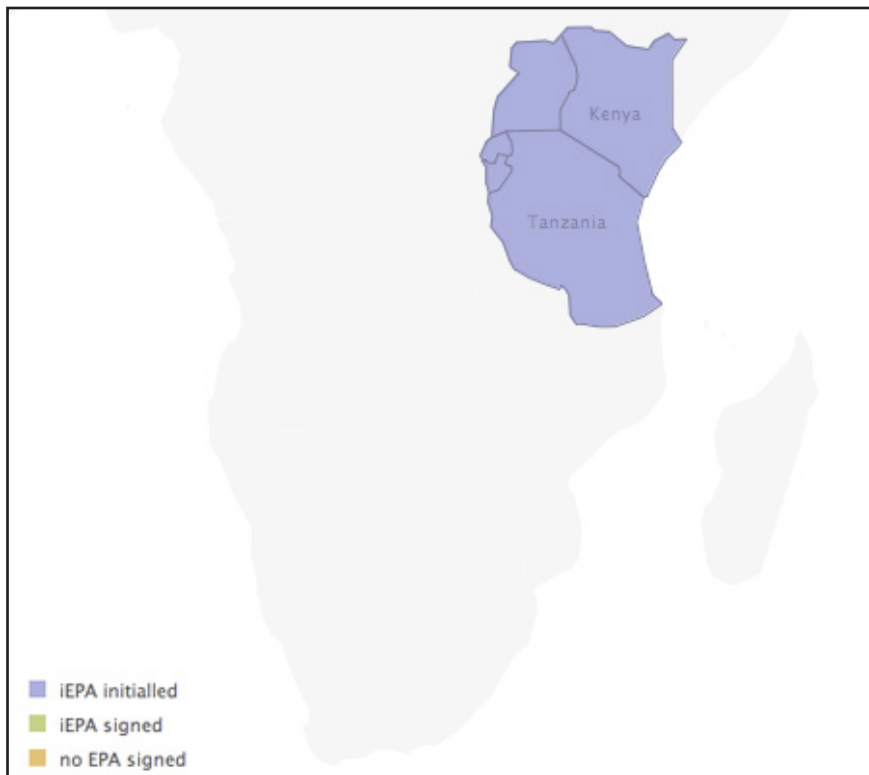 Kenya
Tanzania
iEPA initialled
iEPA signed
no EPA signed